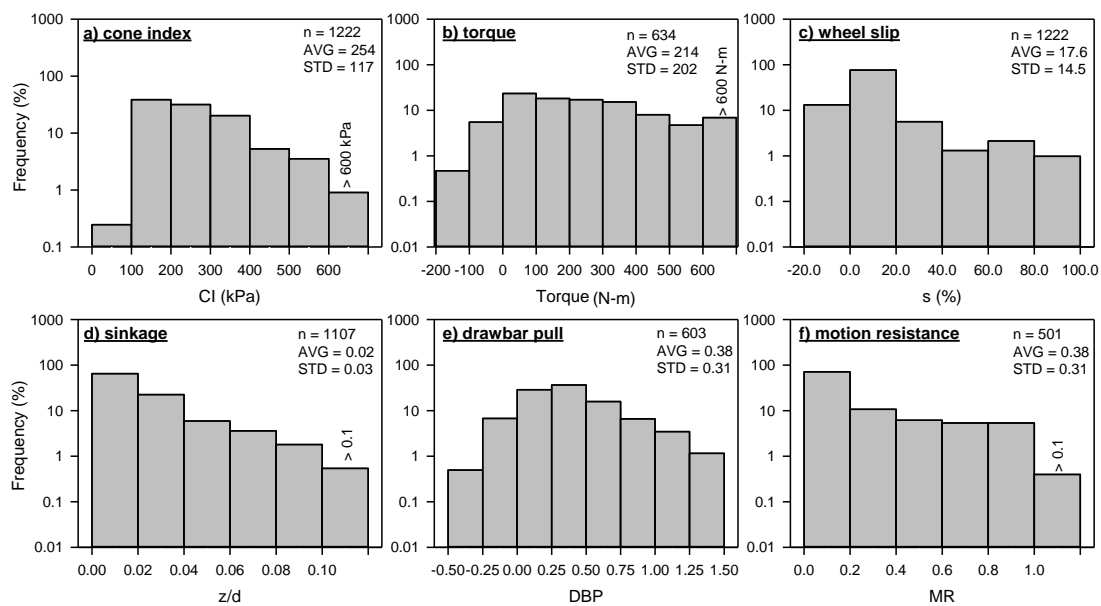 a) cone index
n = 1222
AVG = 254
STD = 117
> 600 kPa
1000
100
10
1
0.1
Frequency (%)
0 100 200 300 400 500 600
CI (kPa)
b) torque
n = 634
AVG = 214
STD = 202
> 600 N-m
1000
100
10
1
0.1
0.01
-200 -100 0 100 200 300 400 500 600
Torque (N-m)
c) wheel slip
n = 1222
AVG = 17.6
STD = 14.5
1000
100
10
1
0.1
0.01
-20.0 0.0 20.0 40.0 60.0 80.0 100.0
s (%)
d) sinkage
n = 1107
AVG = 0.02
STD = 0.03
> 0.1
1000
100
10
1
0.1
0.01
Frequency (%)
0.00 0.02 0.04 0.06 0.08 0.10
z/d
e) drawbar pull
n = 603
AVG = 0.38
STD = 0.31
1000
100
10
1
0.1
0.01
-0.50 -0.25 0.00 0.25 0.50 0.75 1.00 1.25 1.50
DBP
f) motion resistance
n = 501
AVG = 0.38
STD = 0.31
> 0.1
1000
100
10
1
0.1
0.01
0.0 0.2 0.4 0.6 0.8 1.0
MR